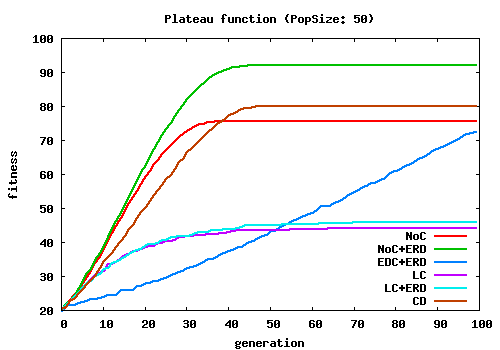 Plateau function (PopSize: 50)
100
90
80
70
60
50
40
30
20
fitness
NoC
NoC+ERD
EDC+ERD
LC
LC+ERD
CD
0 10 20 30 40 50 60 70 80 90 100
generation